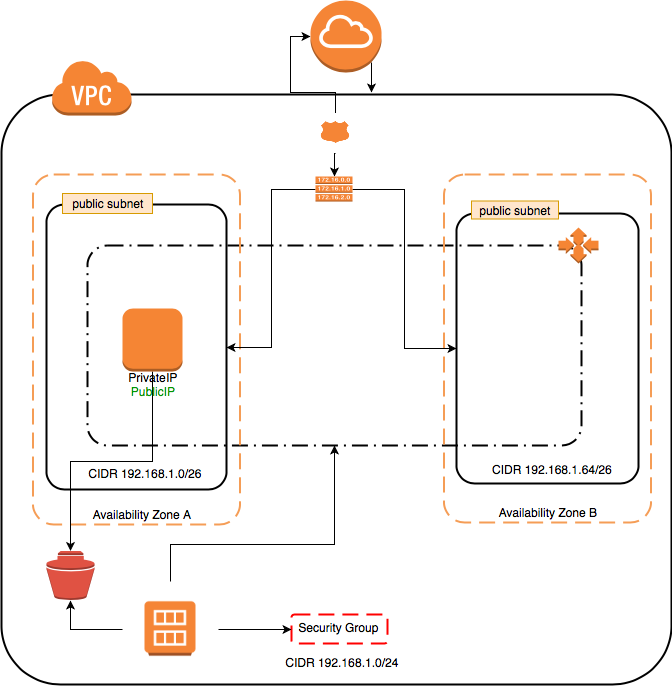 VPC
172.16.0.0
172.16.1.0
172.16.2.0
public subnet
public subnet
PrivateIP
PublicIP
CIDR 192.168.1.0/26
CIDR 192.168.1.64/26
Availability Zone A
Availability Zone B
Security Group
CIDR 192.168.1.0/24